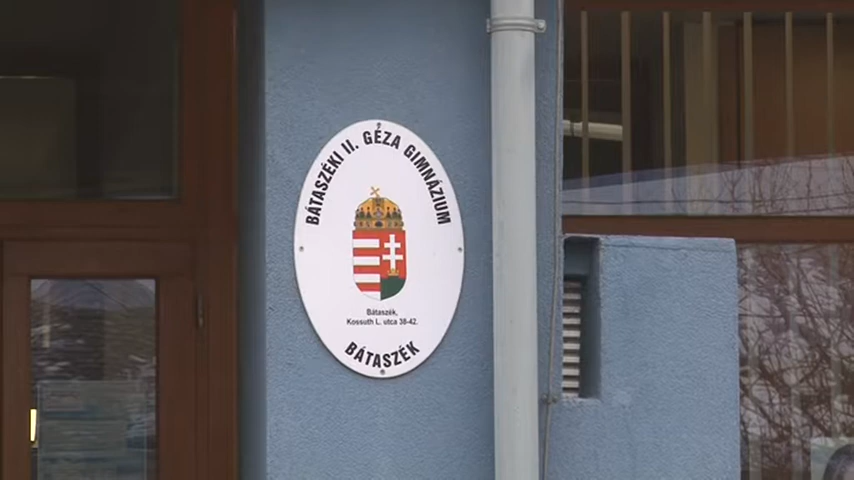 BÁTASZÉKI II. GÉZA GIMNÁZIUM
Bátaszék,
Kossuth L. utca 38-42.
BÁTASZÉK